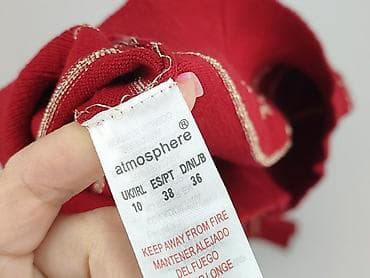 atmosphere®
UK/IRL ES/PT D/NL/B
10 38 36
KEEP AWAY FROM FIRE
MANTENER ALEJADO
DEL FUEGO